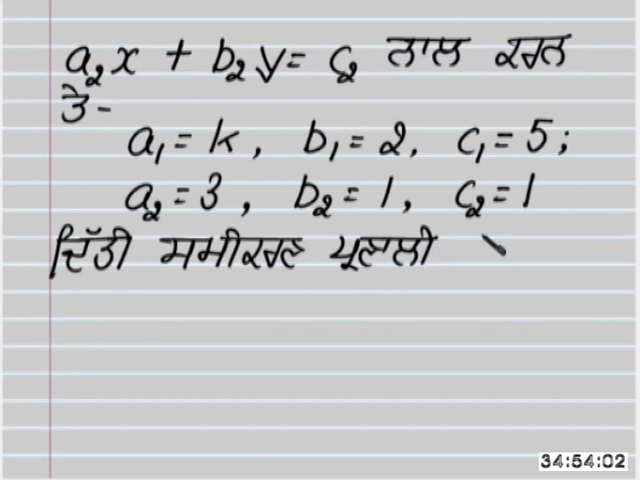 a₂x + b₂y = c₂ ਨਾਲ ਕਰਨ
ਤੇ -
a₁ = k, b₁ = 2, c₁ = 5;
a₂ = 3, b₂ = 1, c₂ = 1
ਦਿੱਤੀ ਸਮੀਕਰਣ ਪ੍ਰਣਾਲੀ
34:54:02